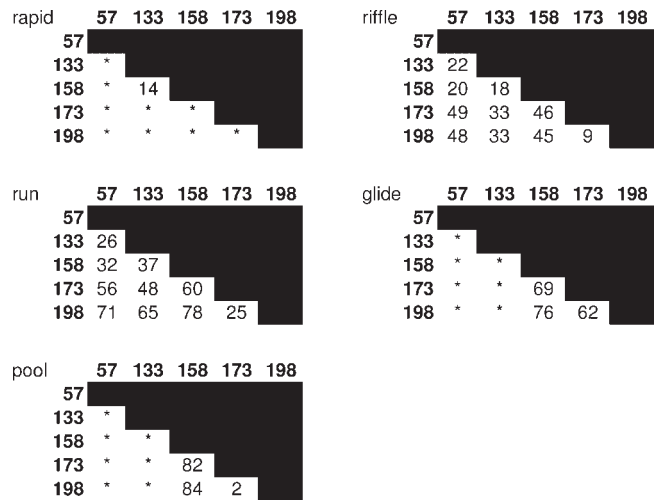 rapid 57 133 158 173 198
57
133 *
158 * 14
173 * * *
198 * * * *
riffle 57 133 158 173 198
57
133 22
158 20 18
173 49 33 46
198 48 33 45 9
run 57 133 158 173 198
57
133 26
158 32 37
173 56 48 60
198 71 65 78 25
glide 57 133 158 173 198
57
133 *
158 * *
173 * * 69
198 * * 76 62
pool 57 133 158 173 198
57
133 *
158 * *
173 * * 82
198 * * 84 2